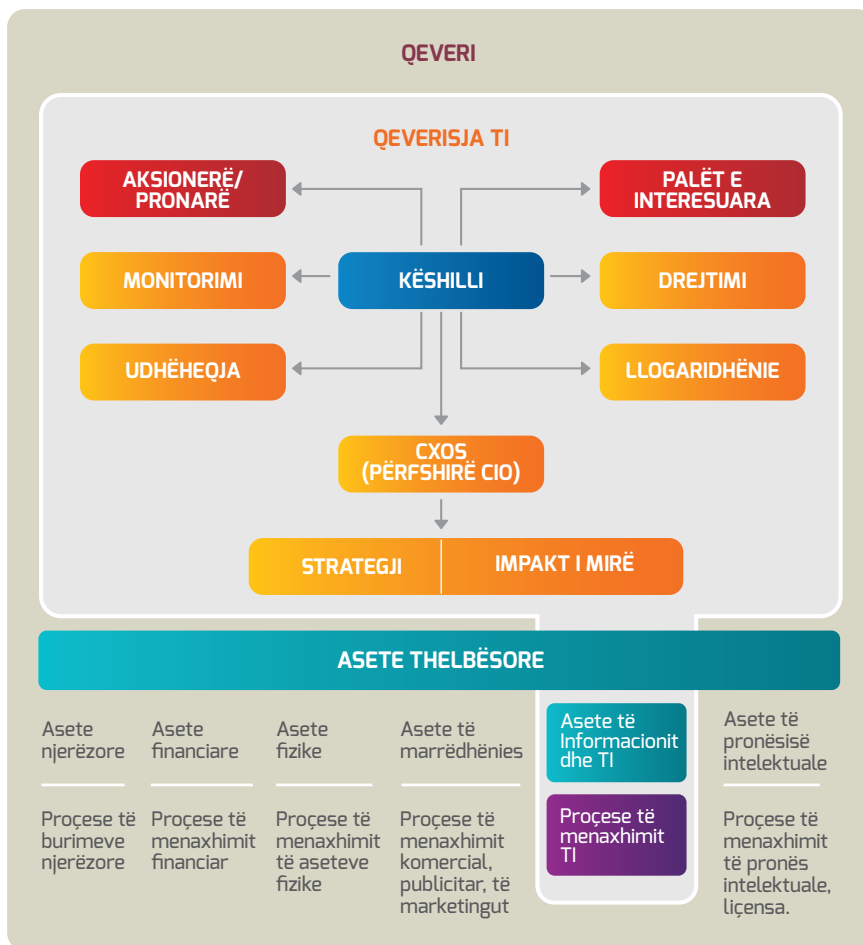 QEVERI
QEVERISJA TI
AKSIONERË/
PRONARË
PALËT E
INTERESUARA
MONITORIMI
KËSHILLI
DREJTIMI
UDHËHEQJA
LLOGARIDHËNIE
CXOS
(PËRFSHIRË CIO)
STRATEGJI
IMPAKT I MIRË
ASETE THELBËSORE
Asete
njerëzore
Asete
financiare
Asete
fizike
Asete të
marrëdhënies
Asete të
Informacionit
dhe TI
Asete të
pronësisë
intelektuale
Proçese të
burimeve
njerëzore
Proçese të
menaxhimit
financiar
Proçese të
menaxhimit
të aseteve
fizike
Proçese të
menaxhimit
komercial,
publicitar, të
marketingut
Proçese të
menaxhimit
TI
Proçese të
menaxhimit
të pronës
intelektuale,
liçensa.